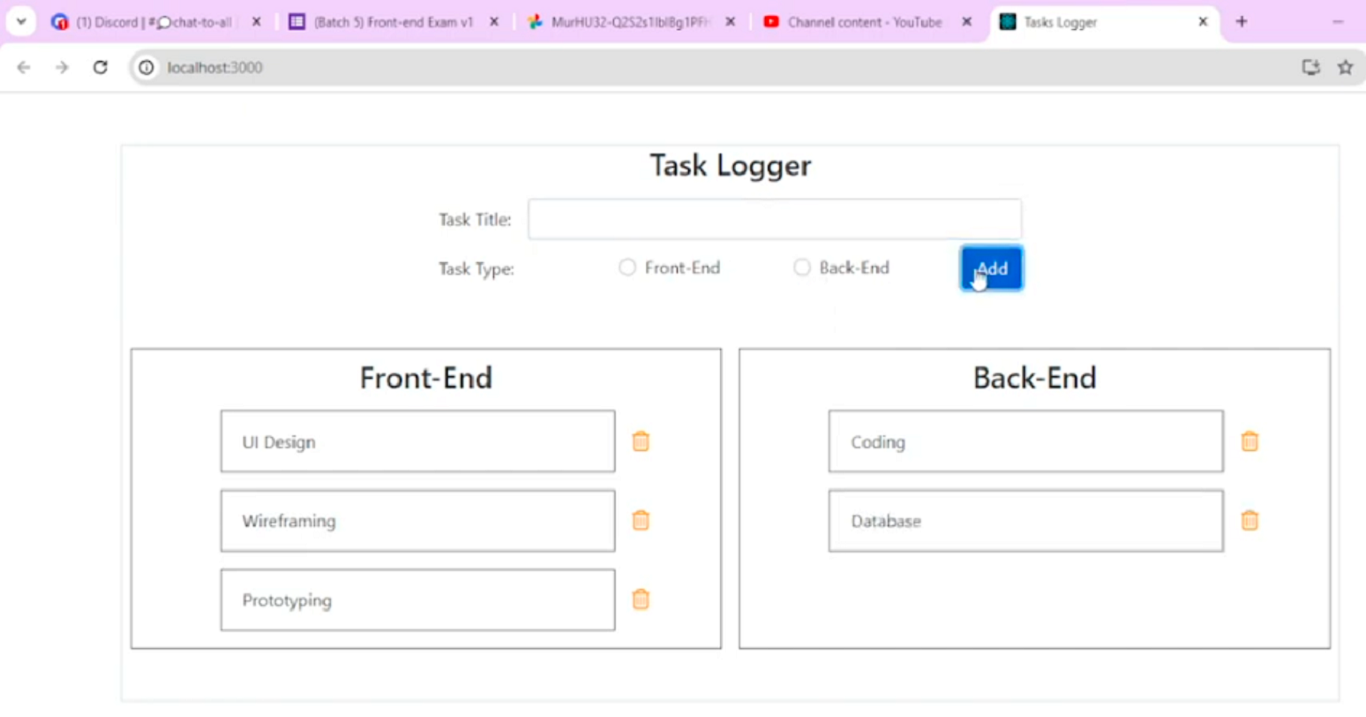 (1) Discord | # chat-to-all
(Batch 5) Front-end Exam v1
Channel content - YouTube
Tasks Logger
localhost:3000
Task Logger
Task Title:
Task Type: Front-End Back-End Add
Front-End
Back-End
UI Design
Coding
Wireframing
Database
Prototyping